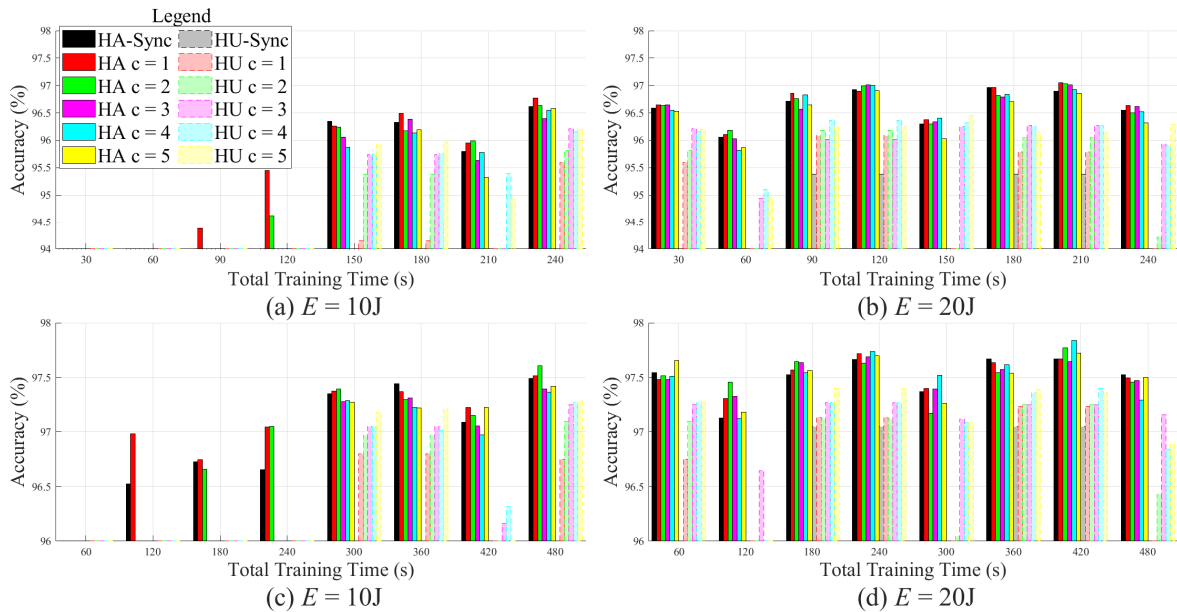 Legend
HA-Sync HU-Sync
HA c = 1 HU c = 1
HA c = 2 HU c = 2
HA c = 3 HU c = 3
HA c = 4 HU c = 4
HA c = 5 HU c = 5
Accuracy (%)
98
97.5
97
96.5
96
95.5
95
94.5
94
30 60 90 120 150 180 210 240
Total Training Time (s)
(a) E = 10J
Accuracy (%)
98
97.5
97
96.5
96
95.5
95
94.5
94
30 60 90 120 150 180 210 240
Total Training Time (s)
(b) E = 20J
Accuracy (%)
98
97.5
97
96.5
96
60 120 180 240 300 360 420 480
Total Training Time (s)
(c) E = 10J
Accuracy (%)
98
97.5
97
96.5
96
60 120 180 240 300 360 420 480
Total Training Time (s)
(d) E = 20J